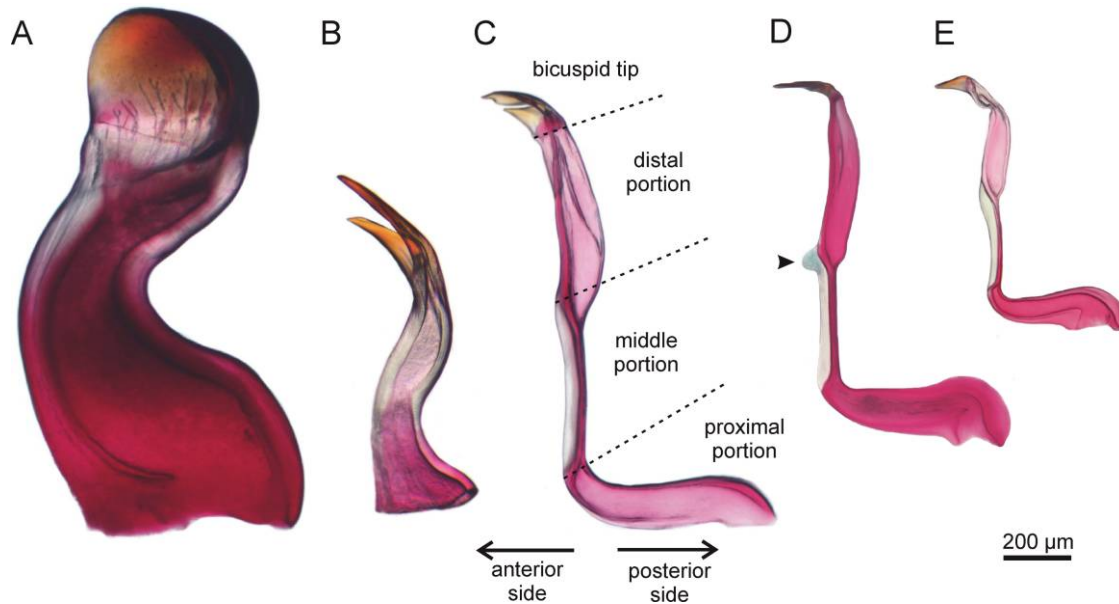 A
B
C
D
E
bicuspid tip
distal
portion
middle
portion
proximal
portion
anterior
side
posterior
side
200 µm